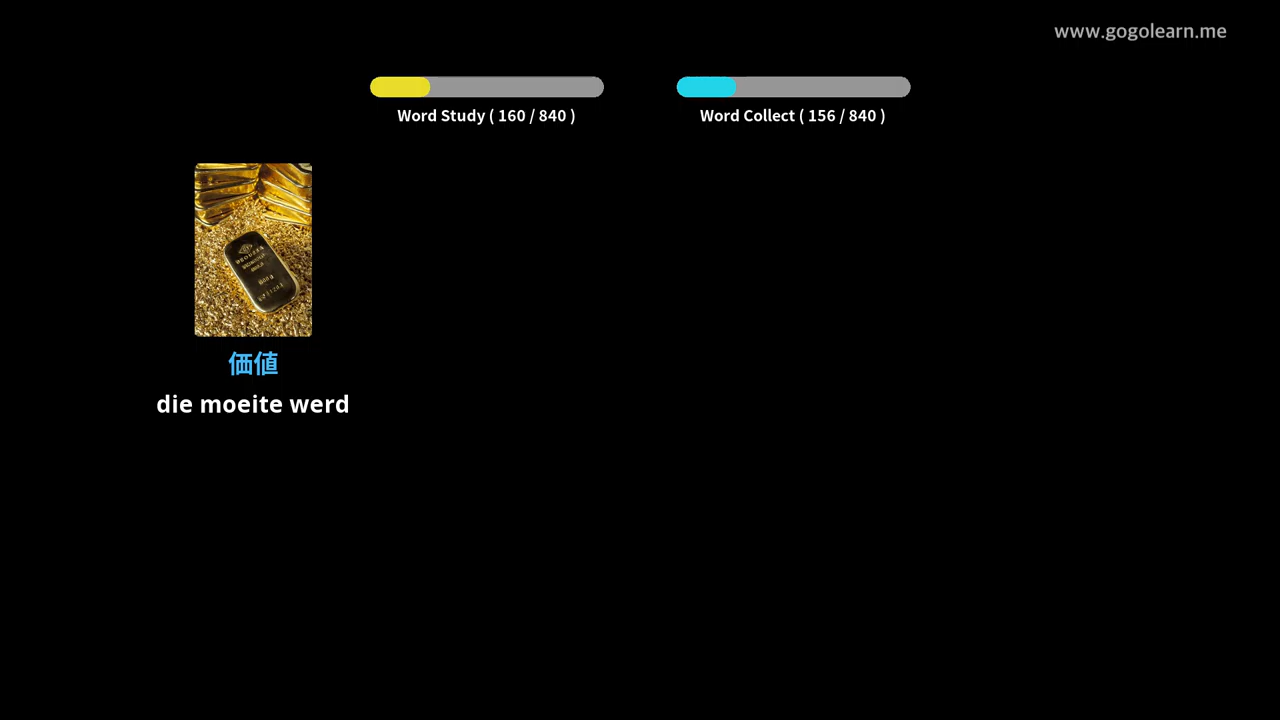 www.gogolearn.me
Word Study ( 160 / 840 )
Word Collect ( 156 / 840 )
価値
die moeite werd